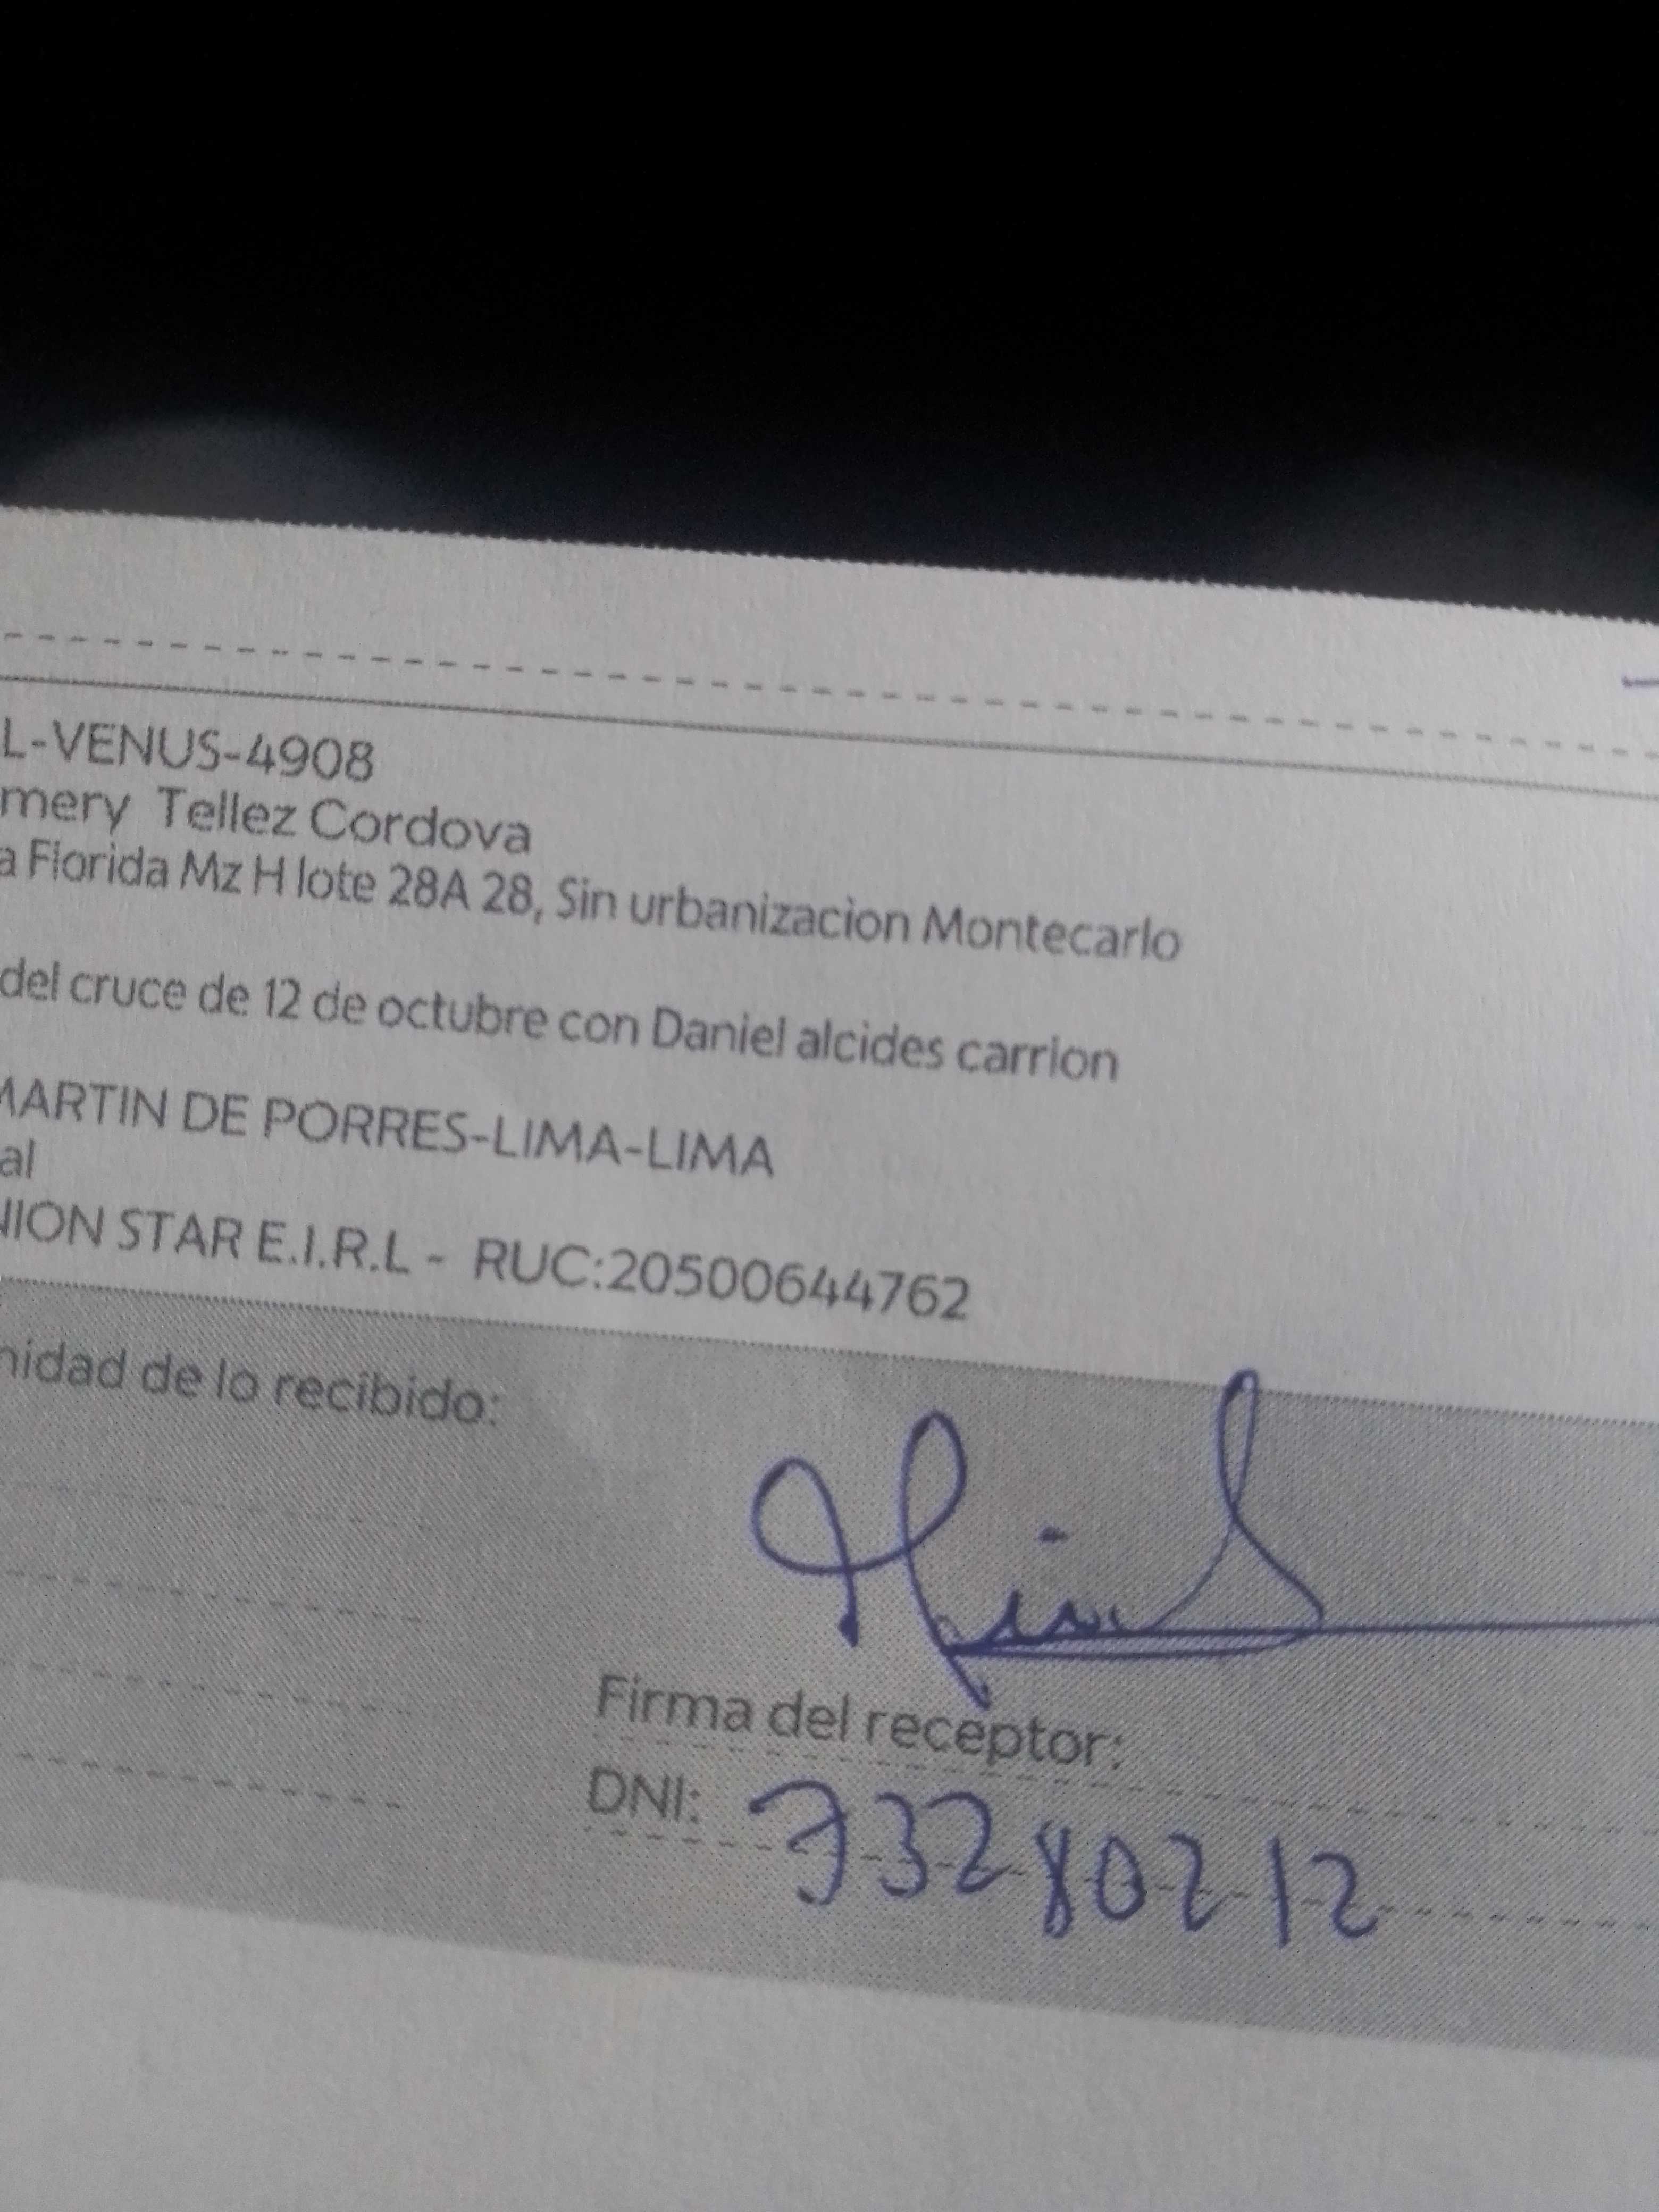 L-VENUS-4908
mery Tellez Cordova
a Florida Mz H lote 28A 28, Sin urbanizacion Montecarlo
del cruce de 12 de octubre con Daniel alcides carrion
MARTIN DE PORRES-LIMA-LIMA
al
NION STAR E.I.R.L - RUC:20500644762
nidad de lo recibido:
Firma del receptor:
DNI: 73280212